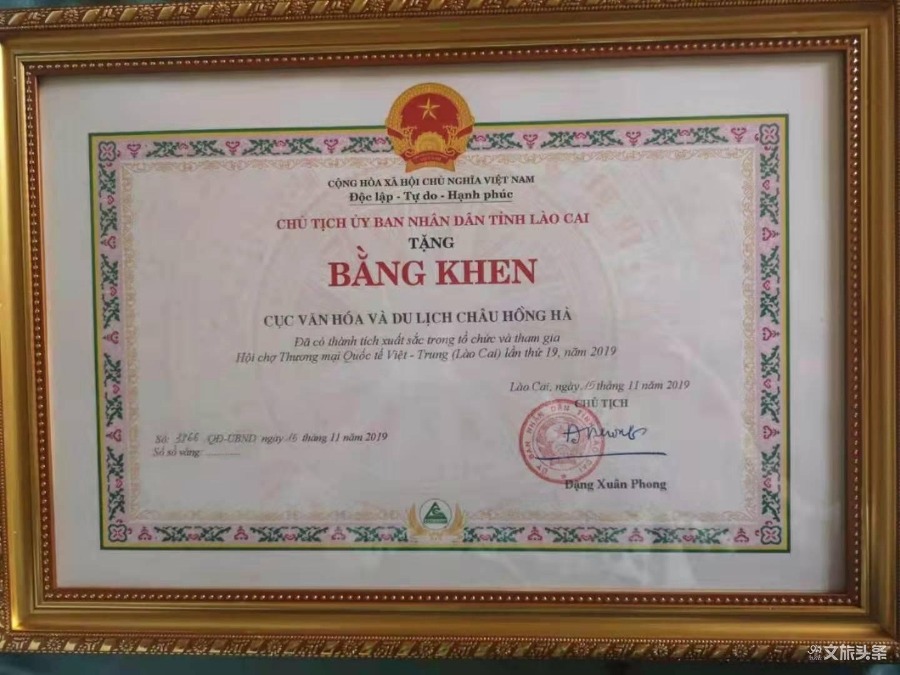 CỘNG HÒA XÃ HỘI CHỦ NGHĨA VIỆT NAM
Độc lập - Tự do - Hạnh phúc
CHỦ TỊCH ỦY BAN NHÂN DÂN TỈNH LÀO CAI
TẶNG
BẰNG KHEN
CỤC VĂN HÓA VÀ DU LỊCH CHÂU HỒNG HÀ
Đã có thành tích xuất sắc trong tổ chức và tham gia
Hội chợ Thương mại Quốc tế Việt - Trung (Lào Cai) lần thứ 19, năm 2019
Lào Cai, ngày 15 tháng 11 năm 2019
CHỦ TỊCH
Số: QĐ-UBND ngày 15 tháng 11 năm 2019
Sổ số vàng: ............
Đặng Xuân Phong
文旅头条